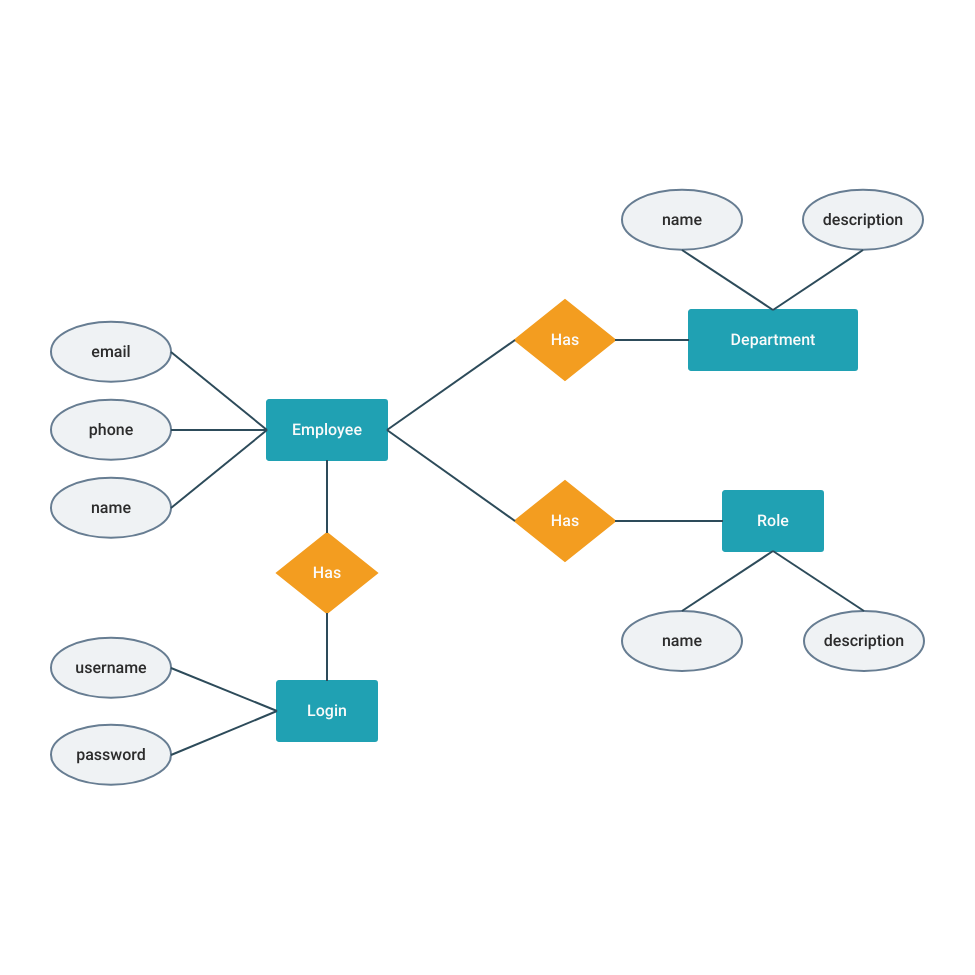 name
description
Has
Department
email
phone
name
Employee
Has
Role
Has
name
description
username
password
Login